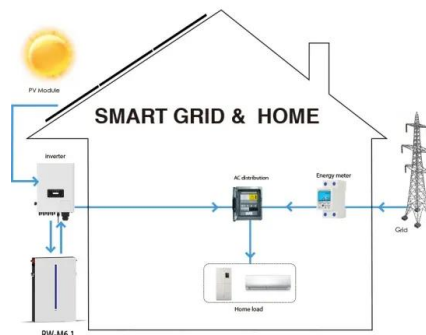 PV Module
SMART GRID & HOME
Inverter
AC distribution
Energy meter
Grid
Home load
RW-M6.1